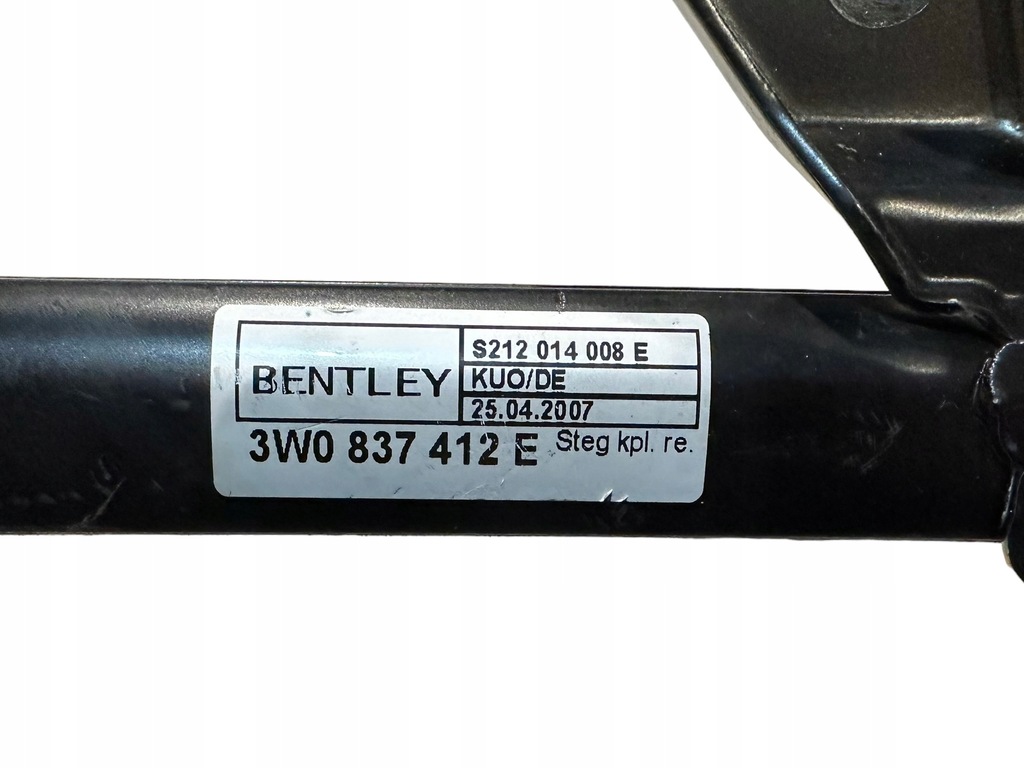 BENTLEY
S212 014 008 E
KUO/DE
25.04.2007
3W0 837 412 E Steg kpl. re.